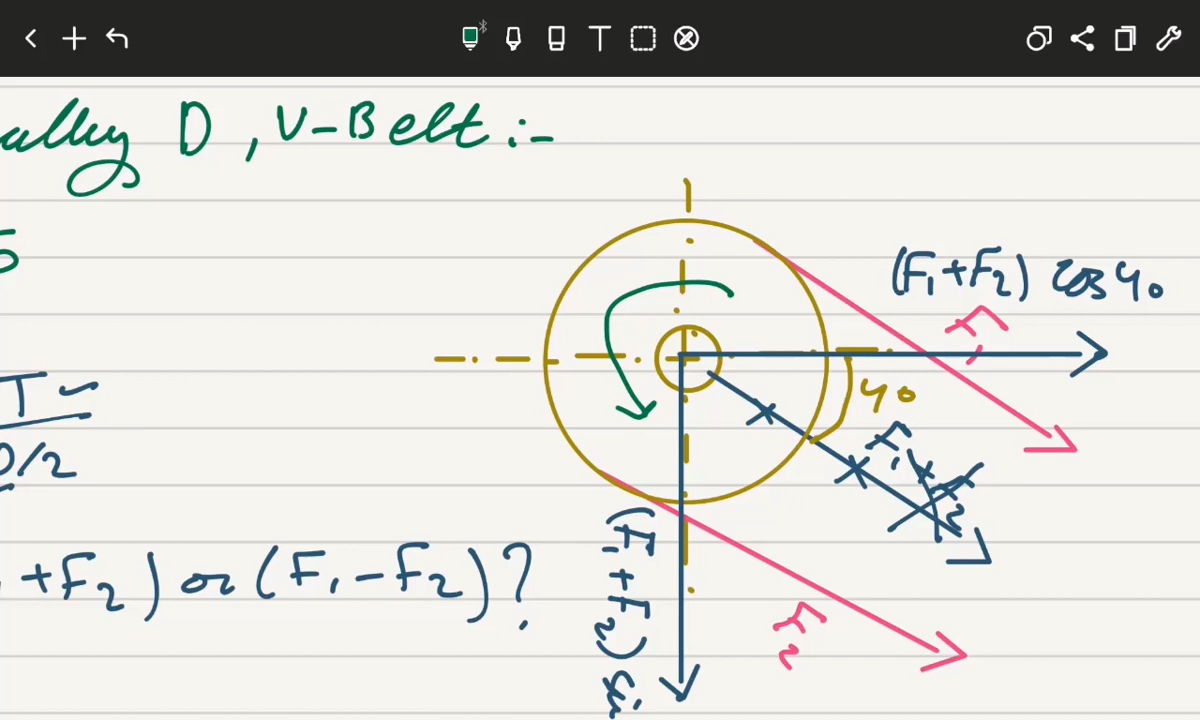 alley D, V-Belt :-
5
(F₁+F₂) cos 40
F₁
T
40
D/2
F₁+F₂
+F₂) or (F₁-F₂)?
(F₁+F₂) si
F₂